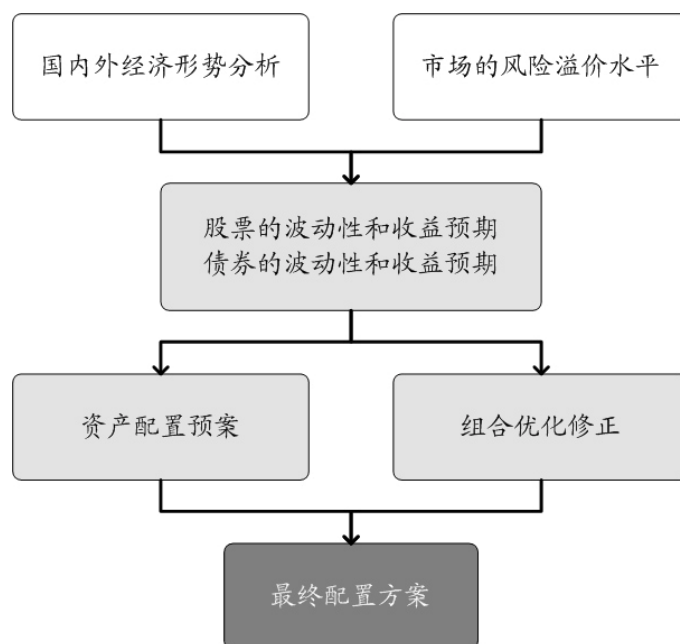 国内外经济形势分析
市场的风险溢价水平
股票的波动性和收益预期
债券的波动性和收益预期
资产配置预案
组合优化修正
最终配置方案